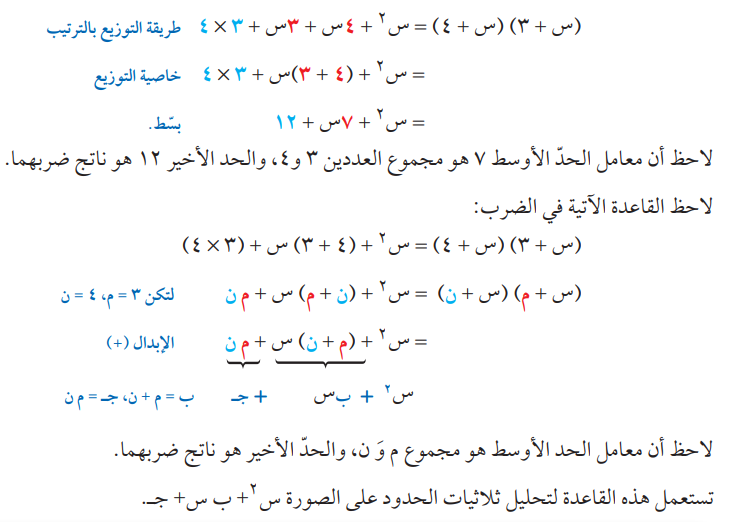 (س + ٣) (س + ٤) = س٢ + ٤س + ٣س + ٣ × ٤ طريقة التوزيع بالترتيب
= س٢ + (٤ + ٣)س + ٣ × ٤ خاصية التوزيع
= س٢ + ٧س + ١٢ بسّط.
لاحظ أن معامل الحدّ الأوسط ٧ هو مجموع العددين ٣ و٤، والحد الأخير ١٢ هو ناتج ضربهما.
لاحظ القاعدة الآتية في الضرب:
(س + ٣) (س + ٤) = س٢ + (٤ + ٣) س + (٣ × ٤)
(س + م) (س + ن) = س٢ + (ن + م) س + م ن لتكن ٣ = م، ٤ = ن
= س٢ + (م + ن) س + م ن الإبدال (+)
س٢ + ب س + جـ ب = م + ن، جـ = م ن
لاحظ أن معامل الحد الأوسط هو مجموع م وَ ن، والحدّ الأخير هو ناتج ضربهما.
تستعمل هذه القاعدة لتحليل ثلاثيات الحدود على الصورة س٢ + ب س + جـ.